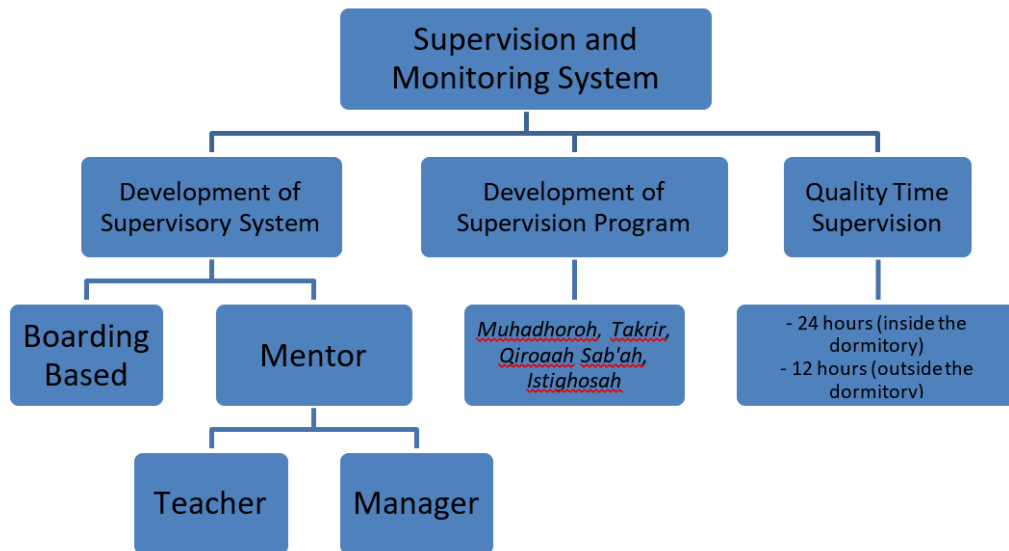 Supervision and
Monitoring System
Development of
Supervisory System
Development of
Supervision Program
Quality Time
Supervision
Boarding
Based
Mentor
Muhadhoroh, Takrir,
Qiroaah Sab'ah,
Istighosah
- 24 hours (inside the
dormitory)
- 12 hours (outside the
dormitory)
Teacher
Manager